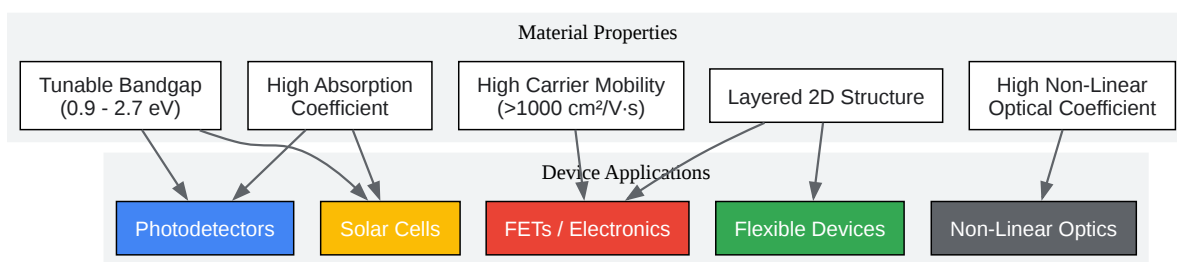 Material Properties
Tunable Bandgap
(0.9 - 2.7 eV)
High Absorption
Coefficient
High Carrier Mobility
(>1000 cm²/V·s)
Layered 2D Structure
High Non-Linear
Optical Coefficient
Device Applications
Photodetectors
Solar Cells
FETs / Electronics
Flexible Devices
Non-Linear Optics